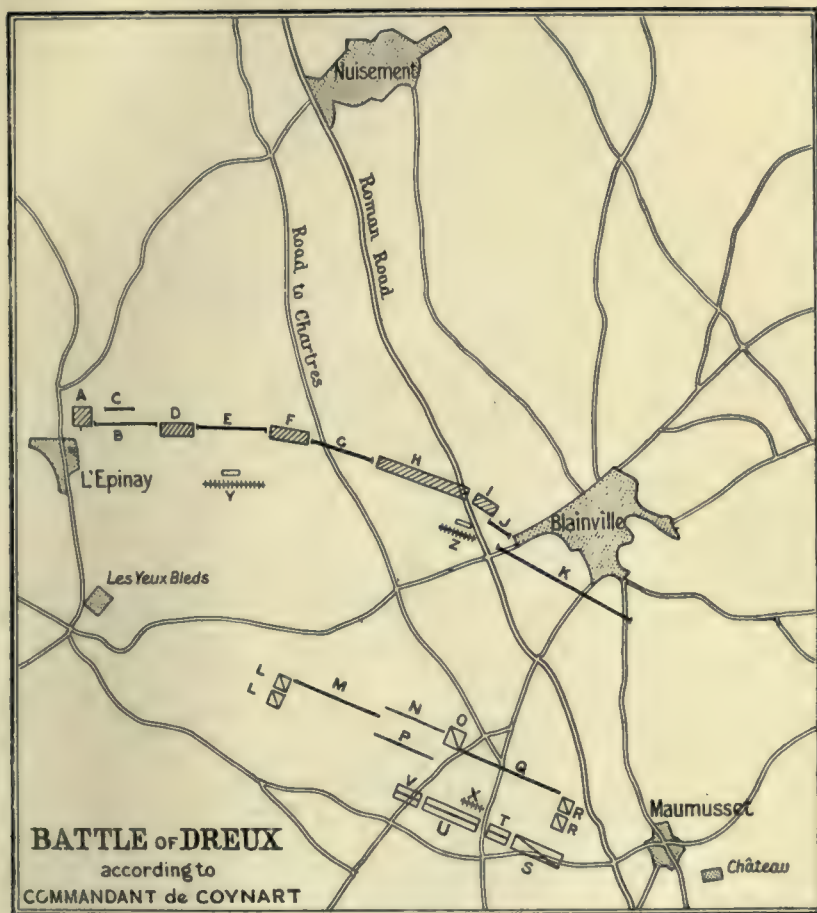 Nuisement
Road to Chartres
Roman Road
A
C
B
D
E
F
G
H
I
J
L'Epinay
Y
Z
Blainville
K
Les Yeux Bleds
L
L
M
N
O
P
Q
R
R
V
X
U
T
S
Maumusset
Château
BATTLE OF DREUX
according to
COMMANDANT de COYNART